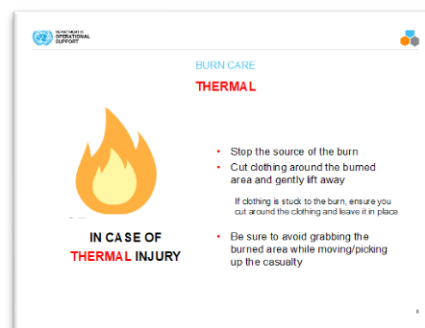 DEPARTMENT OF
OPERATIONAL
SUPPORT
BURN CARE
THERMAL
• Stop the source of the burn
• Cut clothing around the burned
area and gently lift away
If clothing is stuck to the burn, ensure you
cut around the clothing and leave it in place
IN CASE OF
THERMAL INJURY
• Be sure to avoid grabbing the
burned area while moving/picking
up the casualty